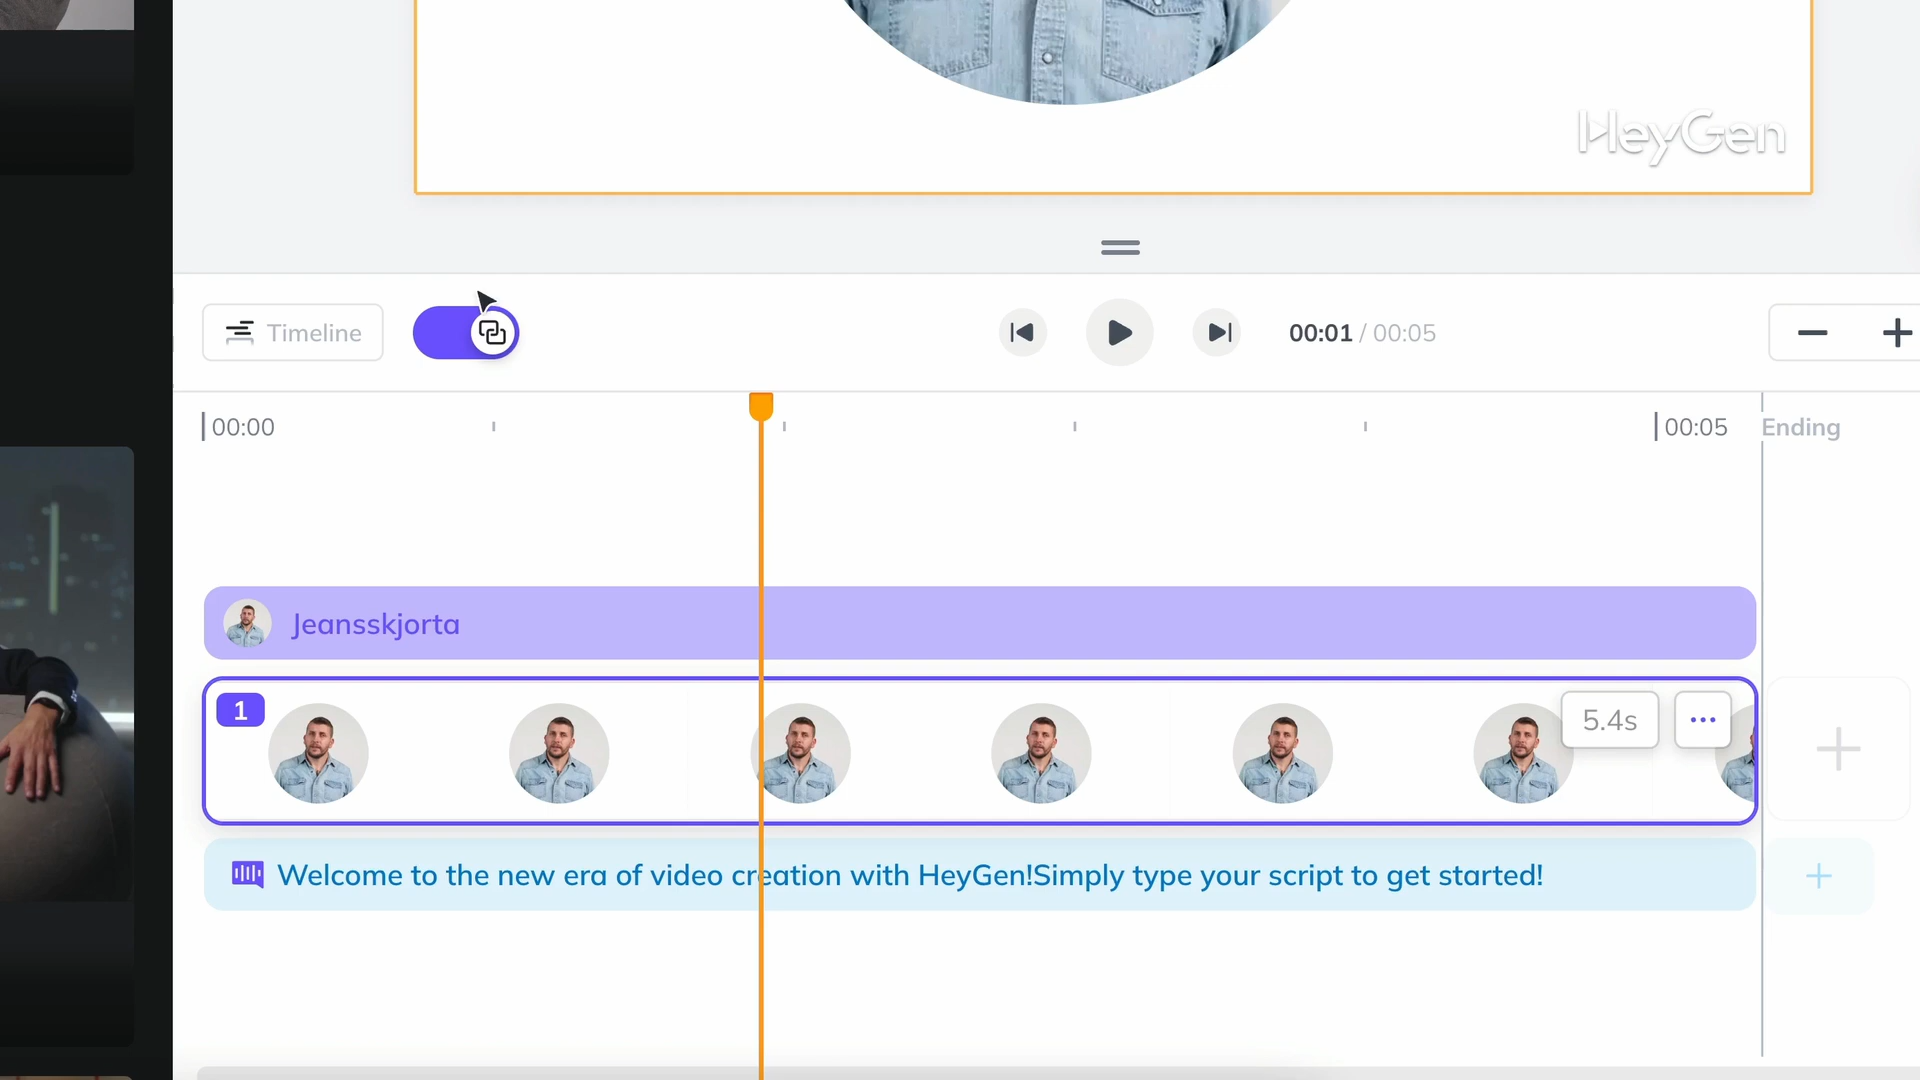 HeyGen
Timeline
00:01 / 00:05
00:00
00:05
Ending
Jeansskjorta
1
5.4s
Welcome to the new era of video creation with HeyGen!Simply type your script to get started!